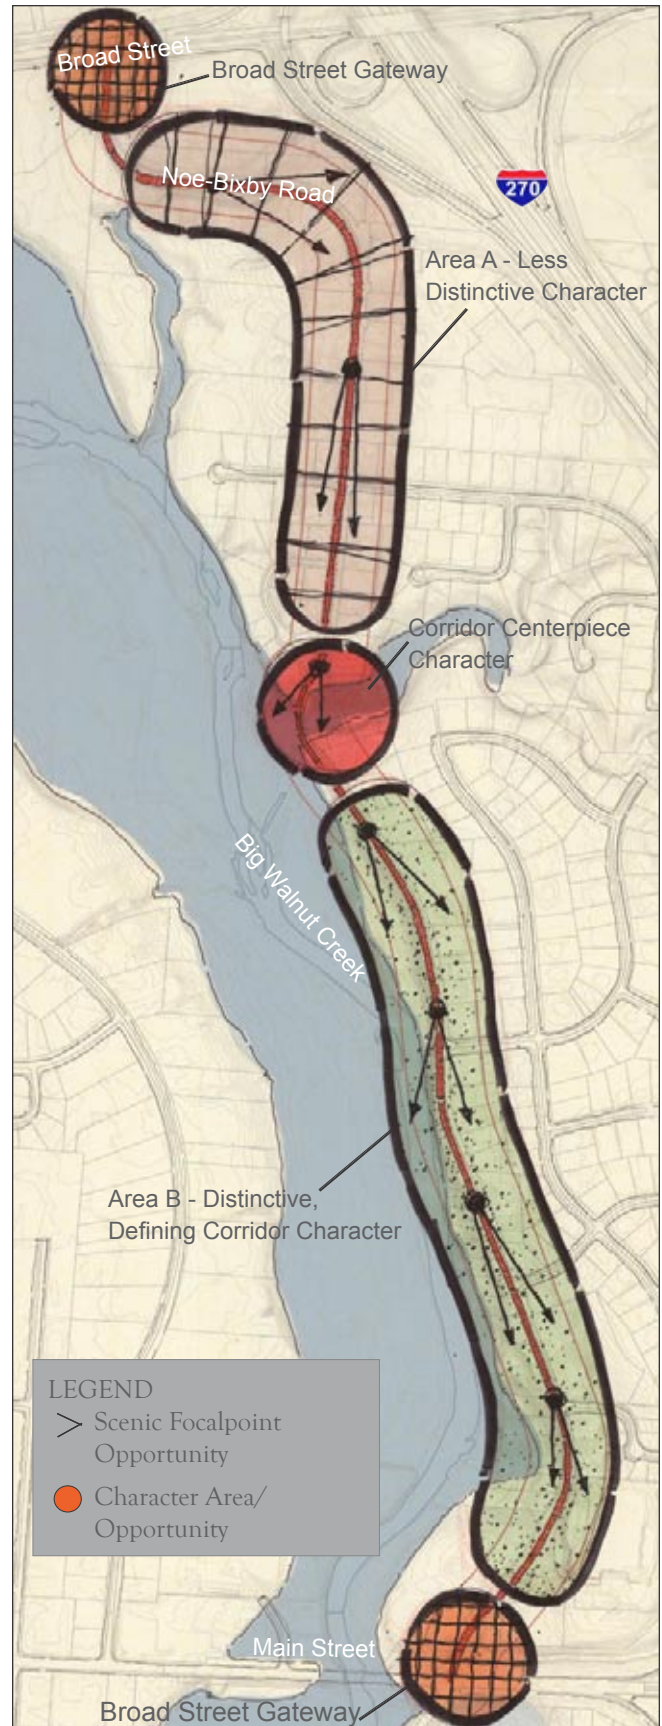 Broad Street
Broad Street Gateway
Noe-Bixby Road
270
Area A - Less
Distinctive Character
Corridor Centerpiece
Character
Big Walnut Creek
Area B - Distinctive,
Defining Corridor Character
LEGEND
Scenic Focalpoint
Opportunity
Character Area/
Opportunity
Main Street
Broad Street Gateway